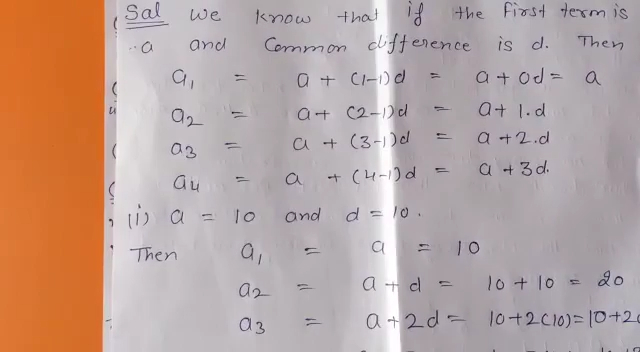 Sol we know that if the first term is
a and Common difference is d. Then
a1 = a + (1-1)d = a + 0d = a
a2 = a + (2-1)d = a + 1.d
a3 = a + (3-1)d = a + 2.d
a4 = a + (4-1)d = a + 3d.
(i) a = 10 and d = 10.
Then a1 = a = 10
a2 = a + d = 10 + 10 = 20
a3 = a + 2d = 10 + 2(10) = 10 + 20